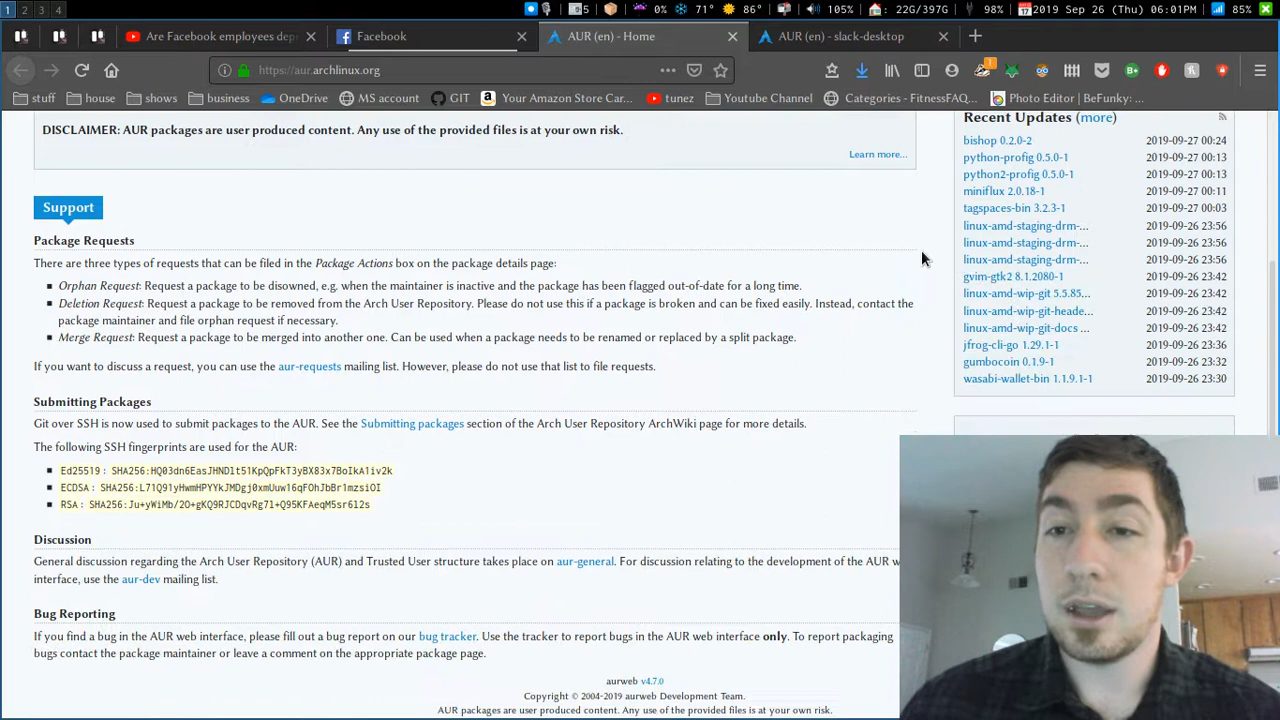 1 2 3 4 5 0% 71° 86° 105% : 22G/397G 98% 2019 Sep 26 (Thu) 06:01PM 85%
Are Facebook employees dep
Facebook
AUR (en) - Home
AUR (en) - slack-desktop
https://aur.archlinux.org
1
stuff house shows business OneDrive MS account GIT Your Amazon Store Car... tunez Youtube Channel Categories - FitnessFAQ... Photo Editor | BeFunky: ...
DISCLAIMER: AUR packages are user produced content. Any use of the provided files is at your own risk.
Learn more...
Support
Package Requests
There are three types of requests that can be filed in the Package Actions box on the package details page:
Orphan Request: Request a package to be disowned, e.g. when the maintainer is inactive and the package has been flagged out-of-date for a long time.
Deletion Request: Request a package to be removed from the Arch User Repository. Please do not use this if a package is broken and can be fixed easily. Instead, contact the
package maintainer and file orphan request if necessary.
Merge Request: Request a package to be merged into another one. Can be used when a package needs to be renamed or replaced by a split package.
If you want to discuss a request, you can use the aur-requests mailing list. However, please do not use that list to file requests.
Submitting Packages
Git over SSH is now used to submit packages to the AUR. See the Submitting packages section of the Arch User Repository ArchWiki page for more details.
The following SSH fingerprints are used for the AUR:
Ed25519: SHA256:HQ03dn6EasJHNDlt51KpQpFkT3yBX83x7BoIkA1iv2k
ECDSA: SHA256:L71Q91yHwmHPYYkJMDgj0xmUuw16qFOhJbBr1mzsiOI
RSA: SHA256:Ju+yWiMb/2O+gKQ9RJCDqvRg7l+Q95KFAeqM5sr6l2s
Discussion
General discussion regarding the Arch User Repository (AUR) and Trusted User structure takes place on aur-general. For discussion relating to the development of the AUR w
interface, use the aur-dev mailing list.
Bug Reporting
If you find a bug in the AUR web interface, please fill out a bug report on our bug tracker. Use the tracker to report bugs in the AUR web interface only. To report packaging
bugs contact the package maintainer or leave a comment on the appropriate package page.
aurweb v4.7.0
Copyright © 2004-2019 aurweb Development Team.
AUR packages are user produced content. Any use of the provided files is at your own risk.
Recent Updates (more)
bishop 0.2.0-2 2019-09-27 00:24
python-profig 0.5.0-1 2019-09-27 00:13
python2-profig 0.5.0-1 2019-09-27 00:13
miniflux 2.0.18-1 2019-09-27 00:11
tagspaces-bin 3.2.3-1 2019-09-27 00:03
linux-amd-staging-drm-... 2019-09-26 23:56
linux-amd-staging-drm-... 2019-09-26 23:56
linux-amd-staging-drm-... 2019-09-26 23:56
gvim-gtk2 8.1.2080-1 2019-09-26 23:42
linux-amd-wip-git 5.5.85... 2019-09-26 23:42
linux-amd-wip-git-heade... 2019-09-26 23:42
linux-amd-wip-git-docs ... 2019-09-26 23:42
jfrog-cli-go 1.29.1-1 2019-09-26 23:36
gumbocoin 0.1.9-1 2019-09-26 23:32
wasabi-wallet-bin 1.1.9.1-1 2019-09-26 23:30